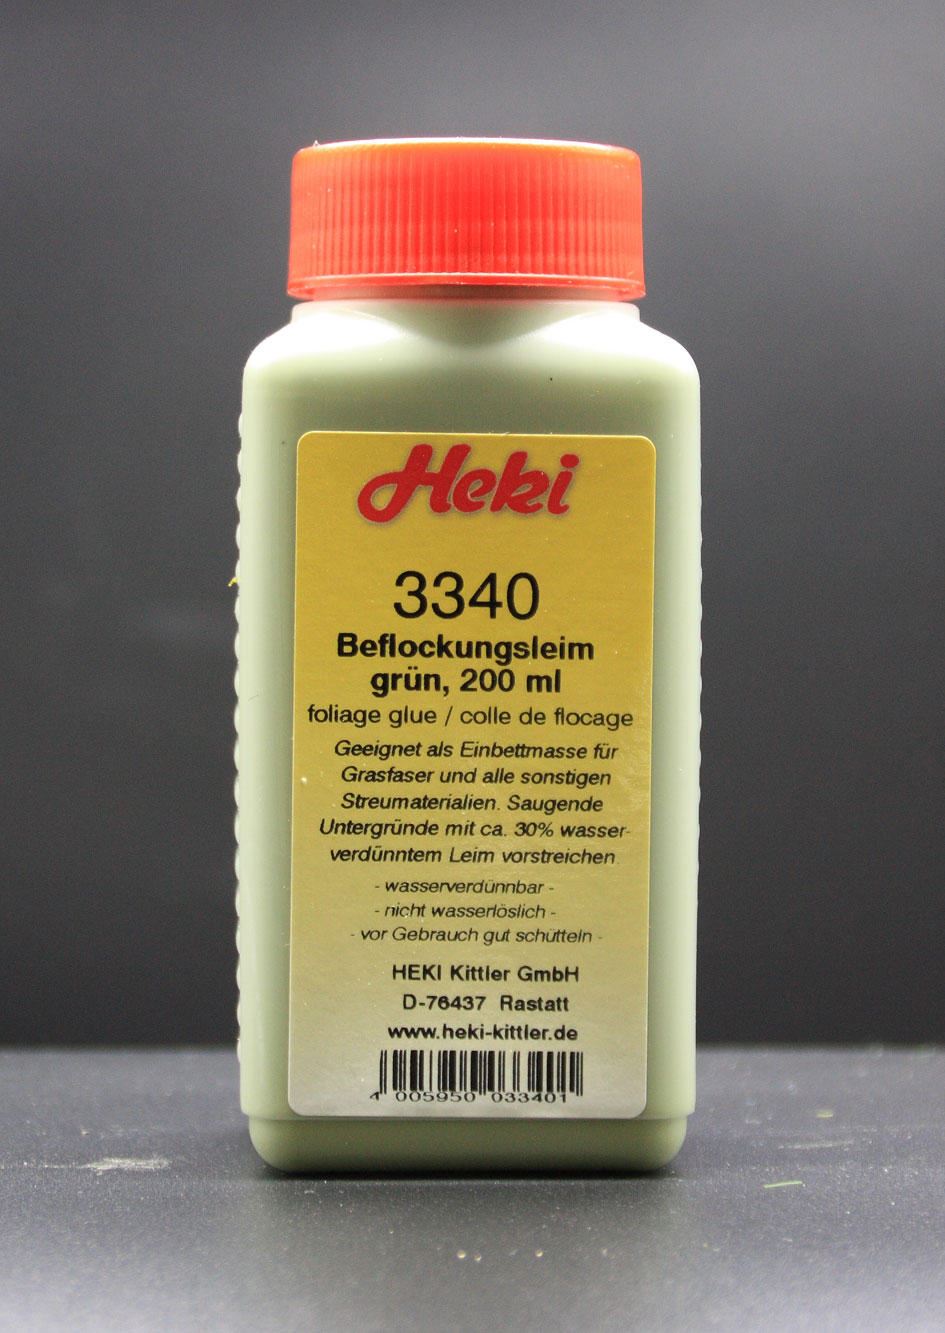 Heki
3340
Beflockungsleim
grün, 200 ml
foliage glue / colle de flocage
Geeignet als Einbettmasse für
Grasfaser und alle sonstigen
Streumaterialien. Saugende
Untergründe mit ca. 30% wasser-
verdünntem Leim vorstreichen.
- wasserverdünnbar -
- nicht wasserlöslich -
- vor Gebrauch gut schütteln -
HEKI Kittler GmbH
D-76437 Rastatt
www.heki-kittler.de
4 005950 033401